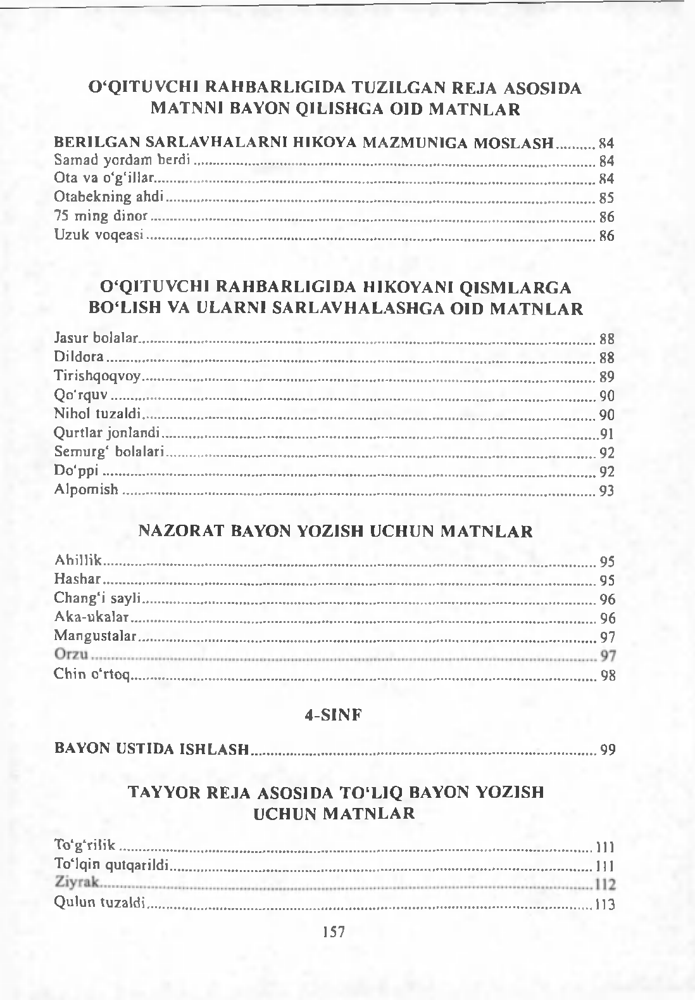 O‘QITUVCHI RAHBARLIGIDA TUZILGAN REJA ASOSIDA
MATNNI BAYON QILISHGA OID MATNLAR
BERILGAN SARLAVHALARNI HIKOYA MAZMUNIGA MOSLASH.......... 84
Samad yordam berdi .......... 84
Ota va o‘g‘illar.......... 84
Otabekning ahdi.......... 85
75 ming dinor.......... 86
Uzuk voqeasi.......... 86
O‘QITUVCHI RAHBARLIGIDA HIKOYANI QISMLARGA
BO‘LISH VA ULARNI SARLAVHALASHGA OID MATNLAR
Jasur bolalar.......... 88
Dildora.......... 88
Tirishqoqvoy.......... 89
Qo‘rquv.......... 90
Nihol tuzaldi.......... 90
Qurtlar jonlandi..........91
Semurg‘ bolalari.......... 92
Do‘ppi.......... 92
Alpomish.......... 93
NAZORAT BAYON YOZISH UCHUN MATNLAR
Ahillik.......... 95
Hashar.......... 95
Chang‘i sayli.......... 96
Aka-ukalar.......... 96
Mangustalar.......... 97
Orzu.......... 97
Chin o‘rtoq.......... 98
4-SINF
BAYON USTIDA ISHLASH.......... 99
TAYYOR REJA ASOSIDA TO‘LIQ BAYON YOZISH
UCHUN MATNLAR
To‘g‘rilik.......... 111
To‘lqin qutqarildi.......... 111
Ziyrak..........112
Qulun tuzaldi..........113
157